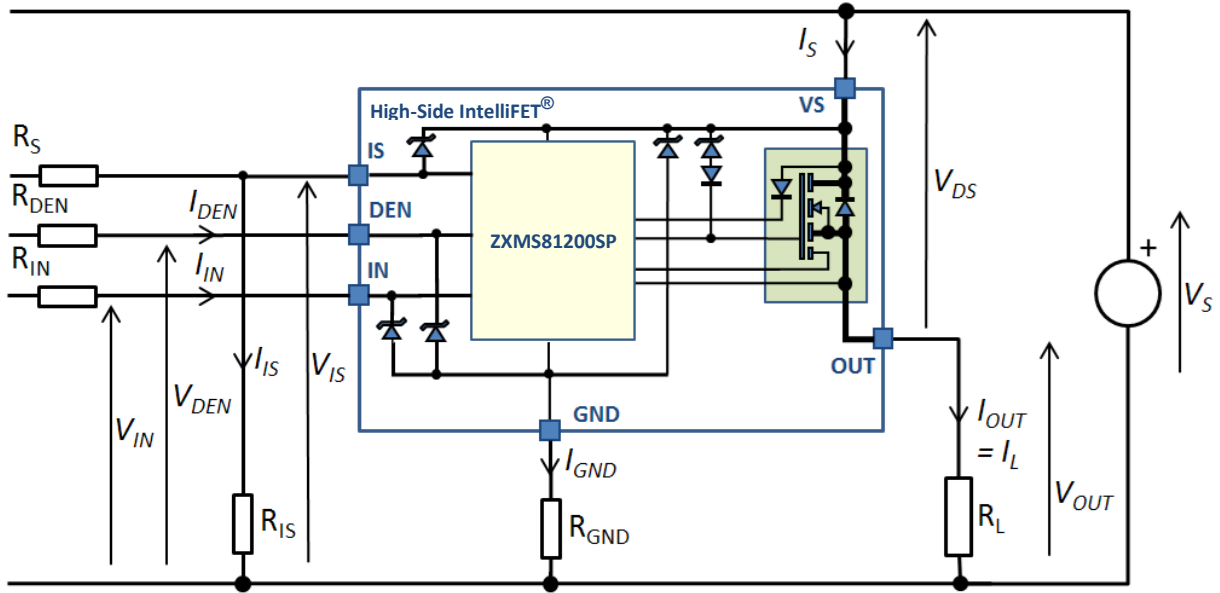 I_S
High-Side IntelliFET®
VS
R_S
IS
R_DEN
I_DEN
DEN
V_DS
ZXMS81200SP
R_IN
I_IN
IN
+
V_S
I_IS
V_IS
OUT
V_DEN
V_IN
GND
I_OUT
= I_L
I_GND
V_OUT
R_IS
R_GND
R_L